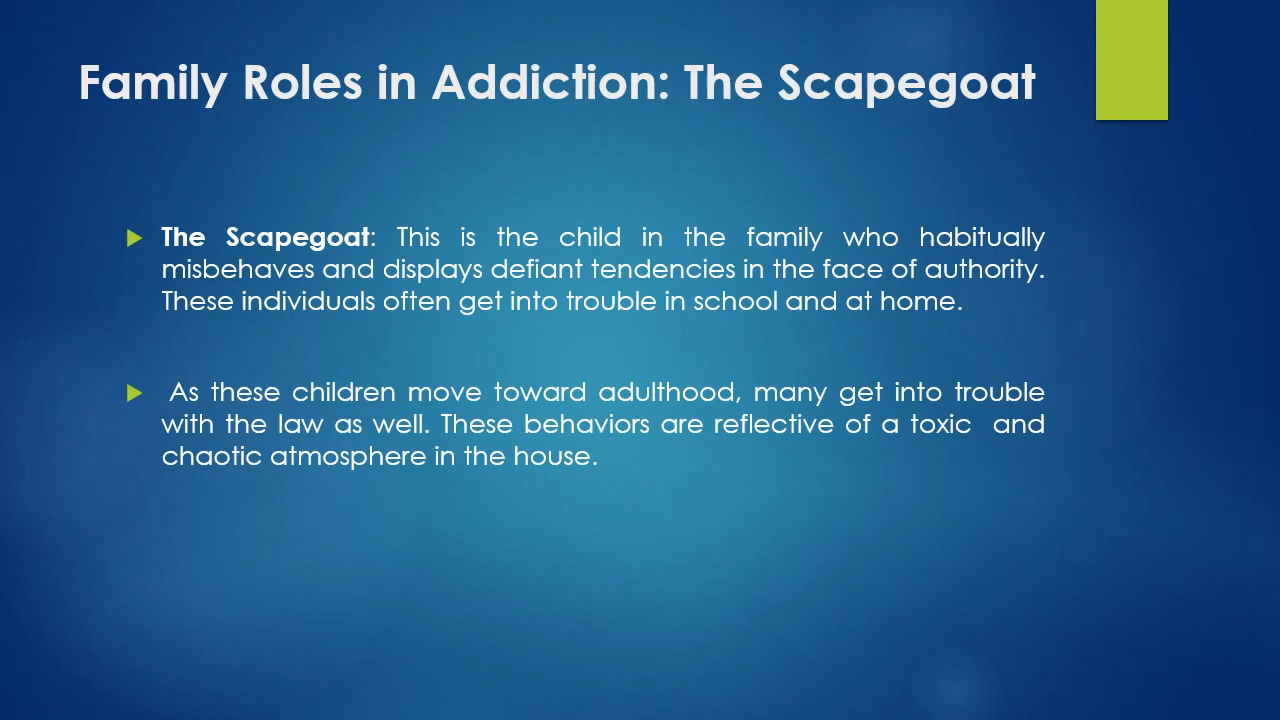 Family Roles in Addiction: The Scapegoat
The Scapegoat: This is the child in the family who habitually
misbehaves and displays defiant tendencies in the face of authority.
These individuals often get into trouble in school and at home.
As these children move toward adulthood, many get into trouble
with the law as well. These behaviors are reflective of a toxic  and
chaotic atmosphere in the house.